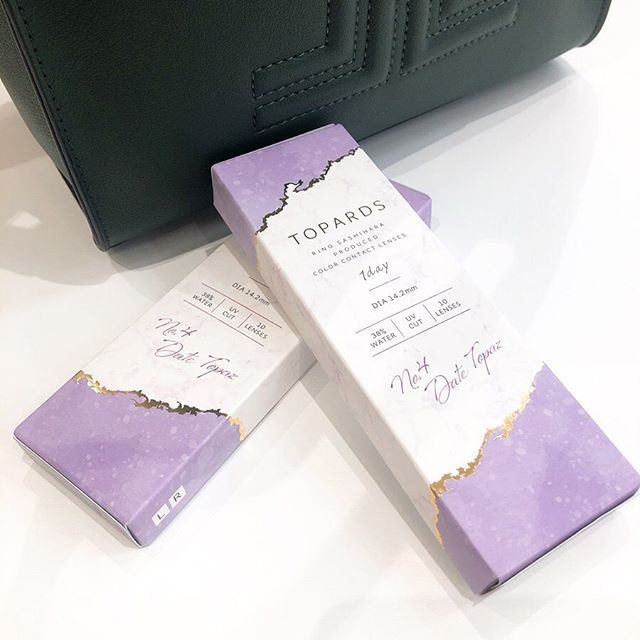 TOPARDS
RINO SASHIHARA
PRODUCED
COLOR CONTACT LENSES
1day
DIA 14.2mm
38% WATER | UV CUT | 10 LENSES
No.4
Date Topaz
DIA 14.2mm
38% WATER | UV CUT | 10 LENSES
No.4
Date Topaz
L R